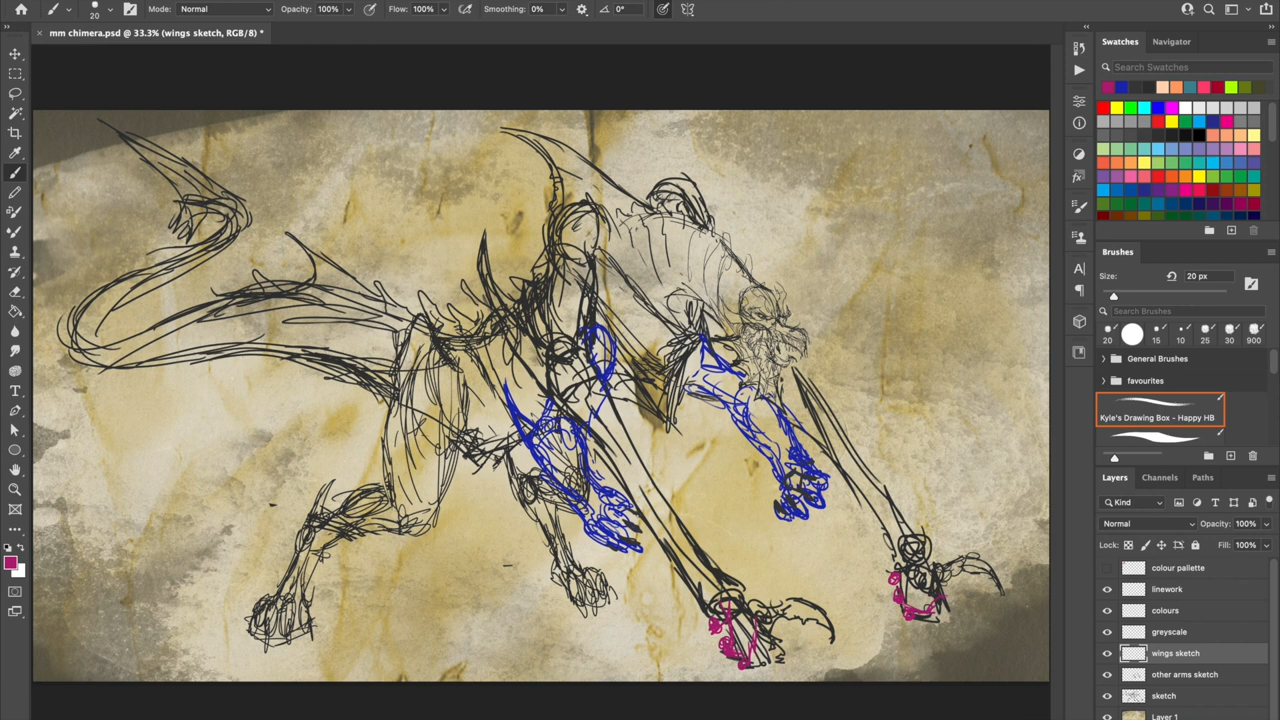 20 Mode: Normal Opacity: 100% Flow: 100% Smoothing: 0% 0°
× mm chimera.psd @ 33.3% (wings sketch, RGB/8) *
Swatches Navigator
Search Swatches
Brushes
Size: 20 px
Search Brushes
20 15 10 25 30 900
General Brushes
favourites
Kyle's Drawing Box - Happy HB
Layers Channels Paths
Kind
Normal Opacity: 100%
Lock: Fill: 100%
colour pallette
linework
colours
greyscale
wings sketch
other arms sketch
sketch
Layer 1